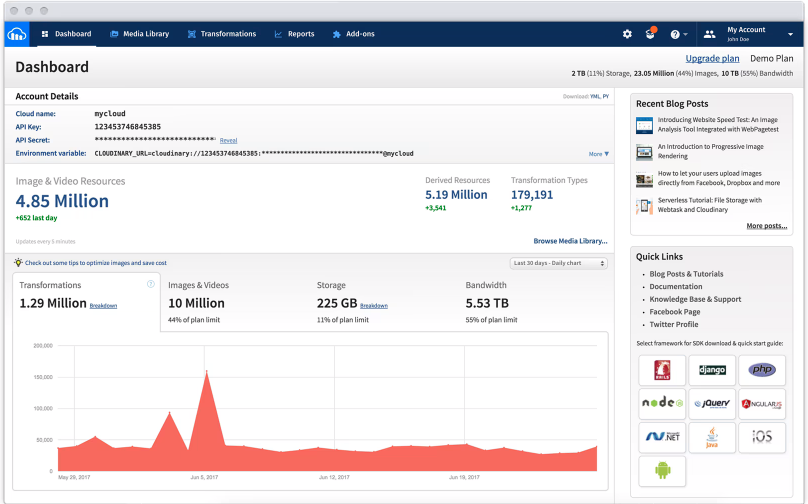 Dashboard
Media Library
Transformations
Reports
Add-ons
My Account
John Doe
Dashboard
Upgrade plan Demo Plan
2 TB (11%) Storage, 23.05 Million (44%) Images, 10 TB (55%) Bandwidth
Account Details
Download: YML, PY
Cloud name: mycloud
API Key: 123453746845385
API Secret: **************************** Reveal
Environment variable: CLOUDINARY_URL=cloudinary://123453746845385:********************************@mycloud
More ▼
Image & Video Resources
4.85 Million
+652 last day
Derived Resources
5.19 Million
+3,541
Transformation Types
179,191
+1,277
Updates every 5 minutes
Browse Media Library...
Check out some tips to optimize images and save cost
Last 30 days - Daily chart
Transformations
1.29 Million Breakdown
Images & Videos
10 Million
44% of plan limit
Storage
225 GB Breakdown
11% of plan limit
Bandwidth
5.53 TB
55% of plan limit
200,000
150,000
100,000
50,000
0
May 29, 2017
Jun 5, 2017
Jun 12, 2017
Jun 19, 2017
Recent Blog Posts
Introducing Website Speed Test: An Image
Analysis Tool Integrated with WebPagetest
An Introduction to Progressive Image
Rendering
How to let your users upload images
directly from Facebook, Dropbox and more
Serverless Tutorial: File Storage with
Webtask and Cloudinary
More posts...
Quick Links
Blog Posts & Tutorials
Documentation
Knowledge Base & Support
Facebook Page
Twitter Profile
Select framework for SDK download & quick start guide:
RAILS
django
php
node
jQuery
ANGULARJS
.NET
Java
iOS